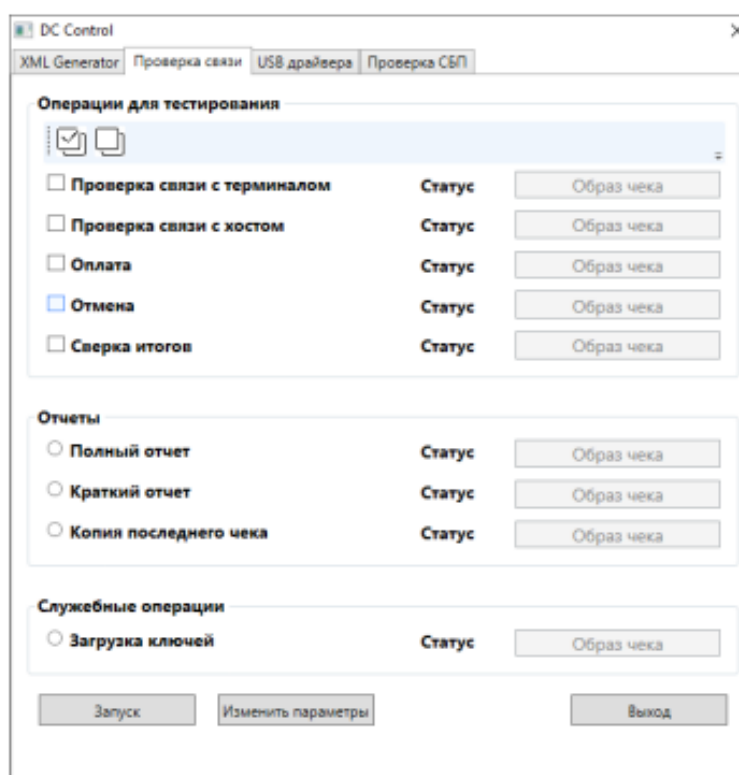 DC Control
XML Generator Проверка связи USB драйвера Проверка СБП
Операции для тестирования
Проверка связи с терминалом Статус Образ чека
Проверка связи с хостом Статус Образ чека
Оплата Статус Образ чека
Отмена Статус Образ чека
Сверка итогов Статус Образ чека
Отчеты
Полный отчет Статус Образ чека
Краткий отчет Статус Образ чека
Копия последнего чека Статус Образ чека
Служебные операции
Загрузка ключей Статус Образ чека
Запуск Изменить параметры Выход